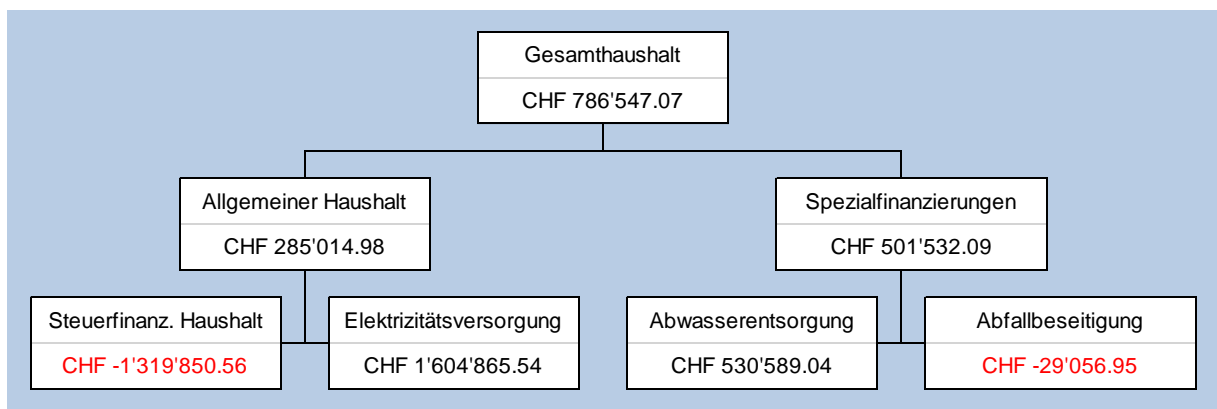 Gesamthaushalt
CHF 786'547.07
Allgemeiner Haushalt
CHF 285'014.98
Spezialfinanzierungen
CHF 501'532.09
Steuerfinanz. Haushalt
CHF -1'319'850.56
Elektrizitätsversorgung
CHF 1'604'865.54
Abwasserentsorgung
CHF 530'589.04
Abfallbeseitigung
CHF -29'056.95